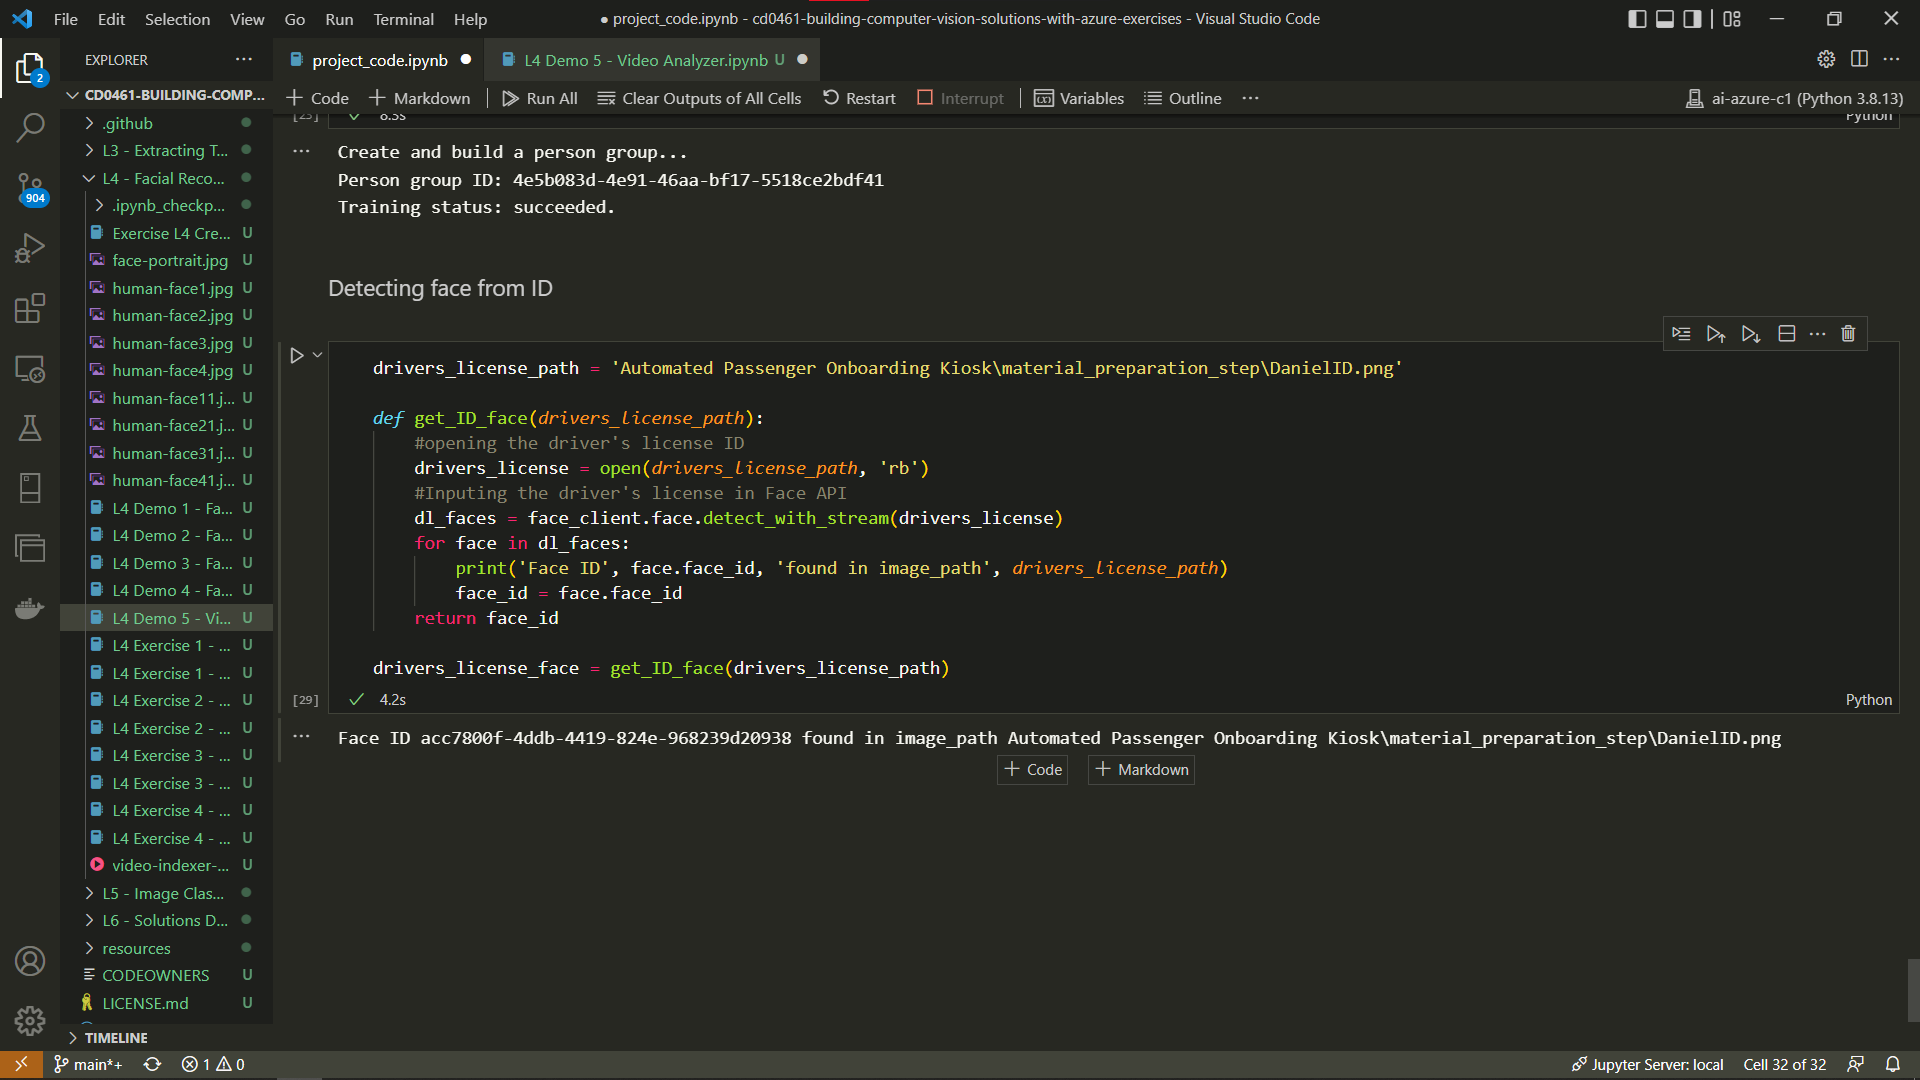 File Edit Selection View Go Run Terminal Help
● project_code.ipynb - cd0461-building-computer-vision-solutions-with-azure-exercises - Visual Studio Code
EXPLORER ···
project_code.ipynb ●
L4 Demo 5 - Video Analyzer.ipynb U ●
CD0461-BUILDING-COMP...
+ Code + Markdown Run All Clear Outputs of All Cells Restart Interrupt Variables Outline ···
ai-azure-c1 (Python 3.8.13)
2
904
.github
L3 - Extracting T...
L4 - Facial Reco...
.ipynb_checkp...
Exercise L4 Cre... U
face-portrait.jpg U
human-face1.jpg U
human-face2.jpg U
human-face3.jpg U
human-face4.jpg U
human-face11.j... U
human-face21.j... U
human-face31.j... U
human-face41.j... U
L4 Demo 1 - Fa... U
L4 Demo 2 - Fa... U
L4 Demo 3 - Fa... U
L4 Demo 4 - Fa... U
L4 Demo 5 - Vi... U
L4 Exercise 1 - ... U
L4 Exercise 1 - ... U
L4 Exercise 2 - ... U
L4 Exercise 2 - ... U
L4 Exercise 3 - ... U
L4 Exercise 3 - ... U
L4 Exercise 4 - ... U
L4 Exercise 4 - ... U
video-indexer-... U
L5 - Image Clas...
L6 - Solutions D...
resources
CODEOWNERS U
LICENSE.md U
TIMELINE
8.3s
Python
Create and build a person group...
Person group ID: 4e5b083d-4e91-46aa-bf17-5518ce2bdf41
Training status: succeeded.
Detecting face from ID
drivers_license_path = 'Automated Passenger Onboarding Kiosk\material_preparation_step\DanielID.png'
def get_ID_face(drivers_license_path):
#opening the driver's license ID
drivers_license = open(drivers_license_path, 'rb')
#Inputing the driver's license in Face API
dl_faces = face_client.face.detect_with_stream(drivers_license)
for face in dl_faces:
print('Face ID', face.face_id, 'found in image_path', drivers_license_path)
face_id = face.face_id
return face_id
drivers_license_face = get_ID_face(drivers_license_path)
[29] 4.2s
Python
Face ID acc7800f-4ddb-4419-824e-968239d20938 found in image_path Automated Passenger Onboarding Kiosk\material_preparation_step\DanielID.png
+ Code + Markdown
main*+ 1 0
Jupyter Server: local Cell 32 of 32